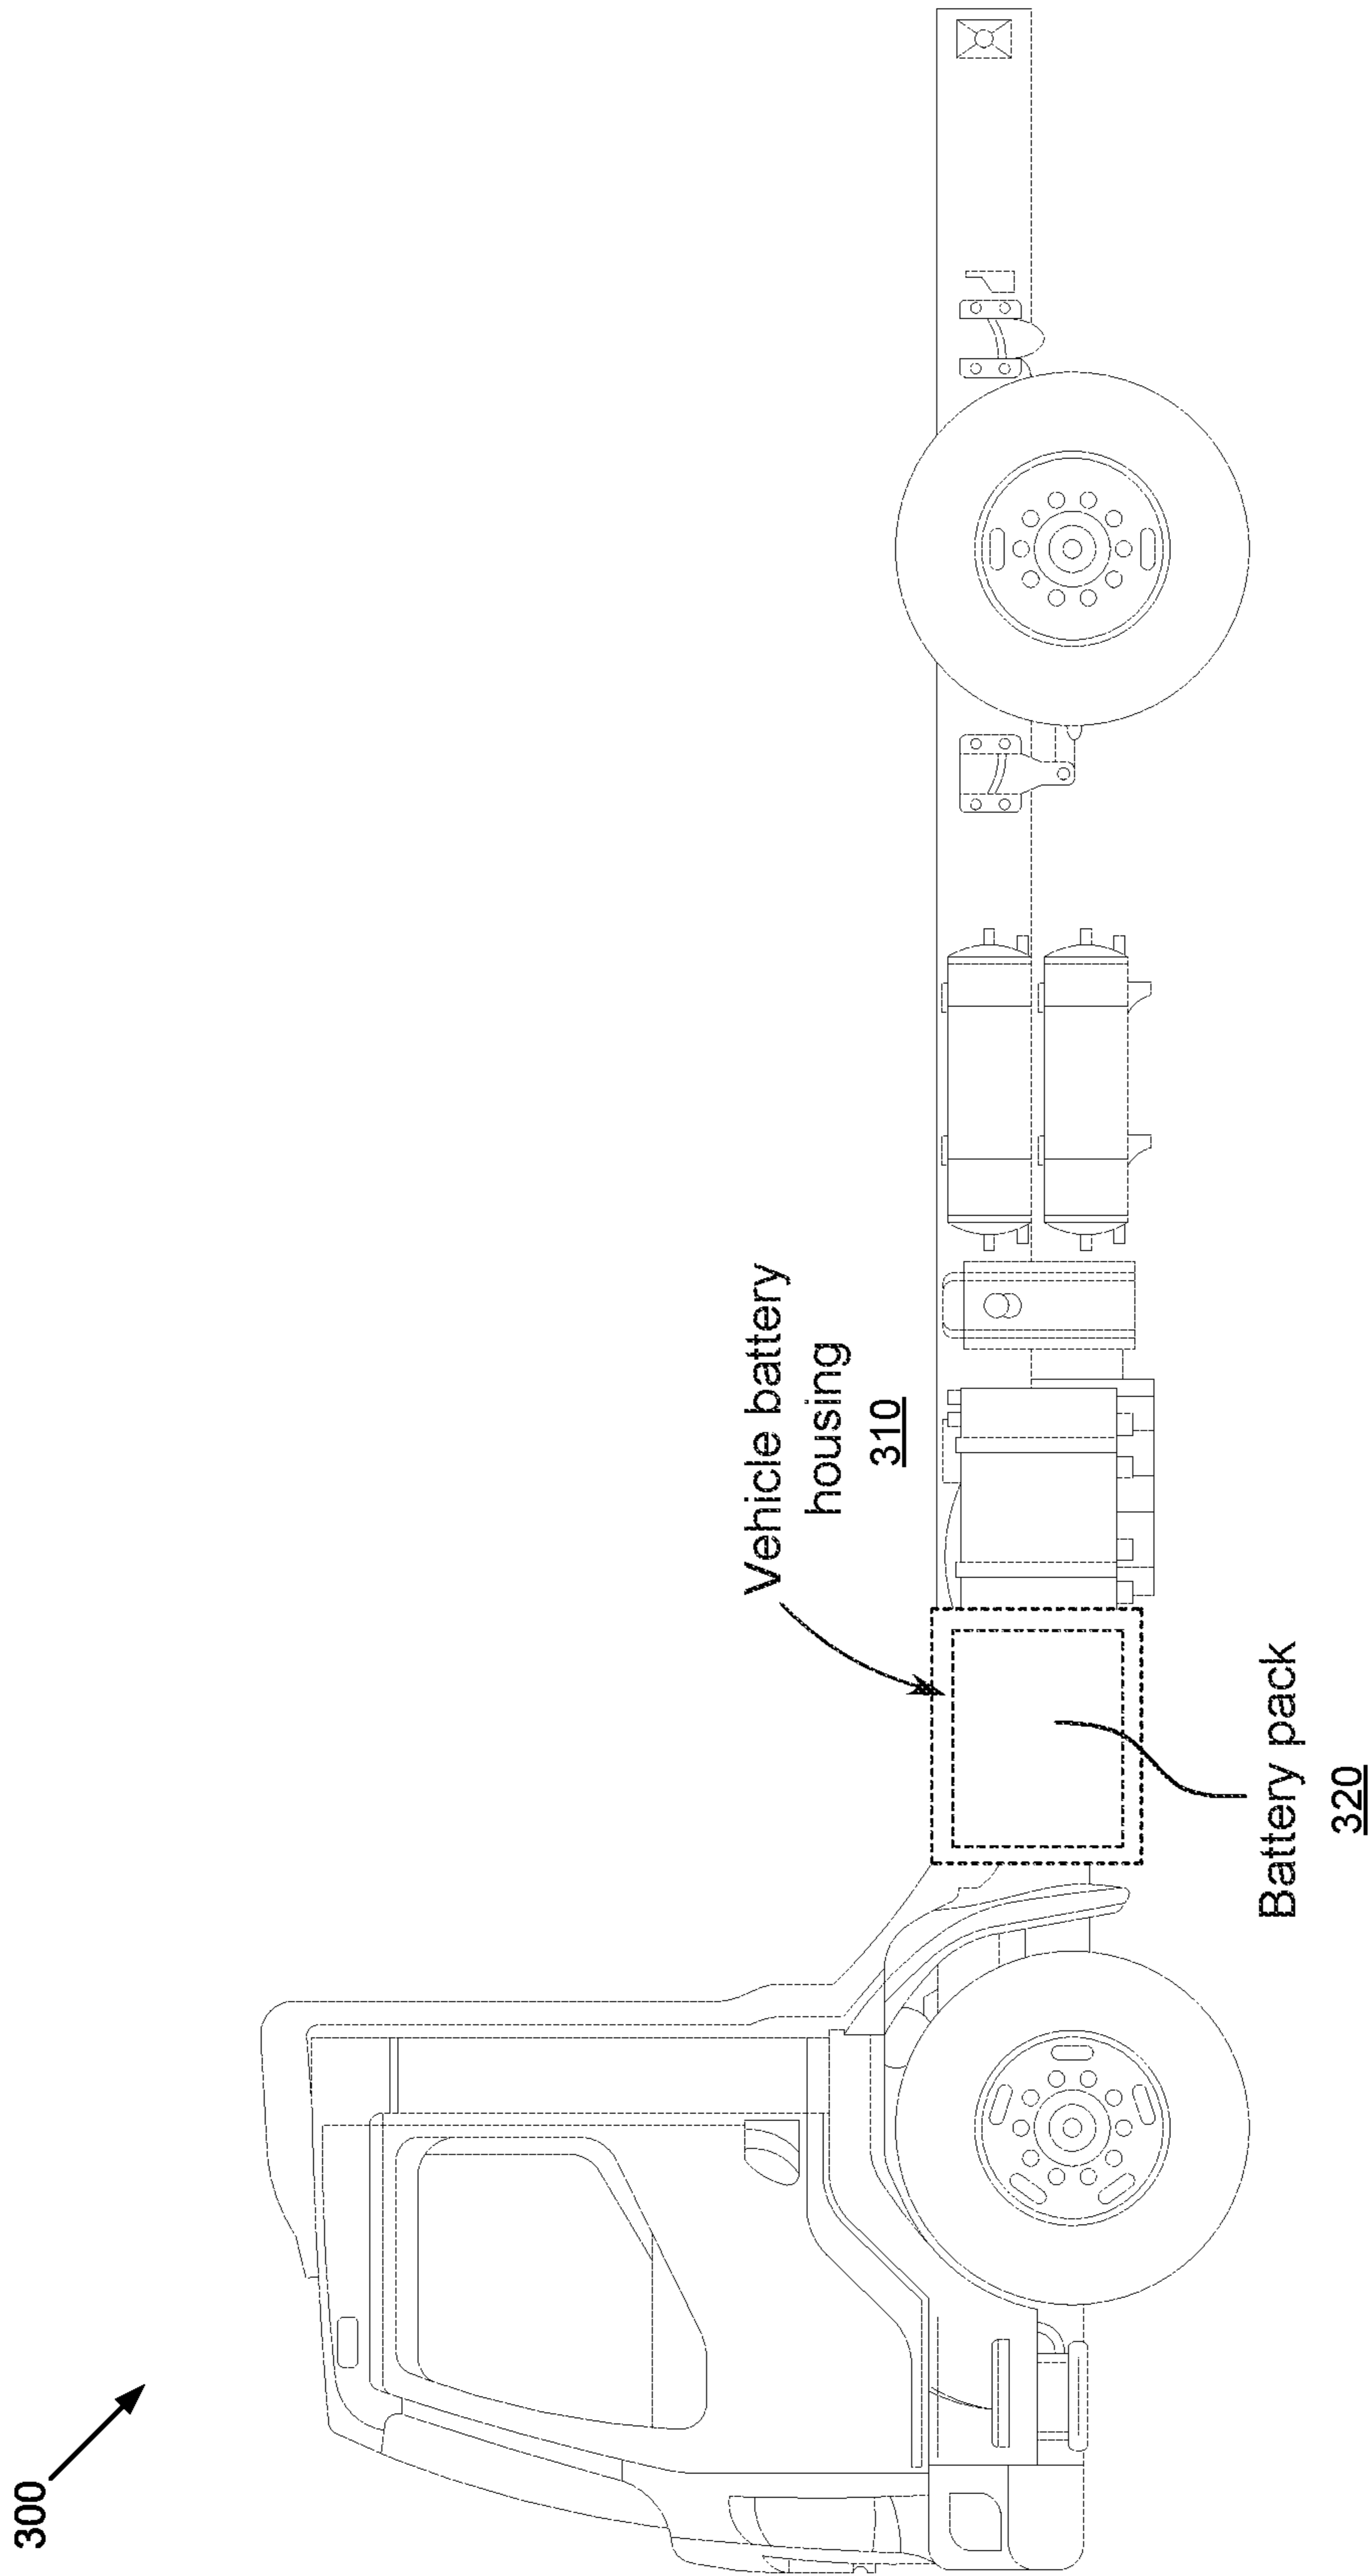 300
Vehicle battery
housing
310
Battery pack
320